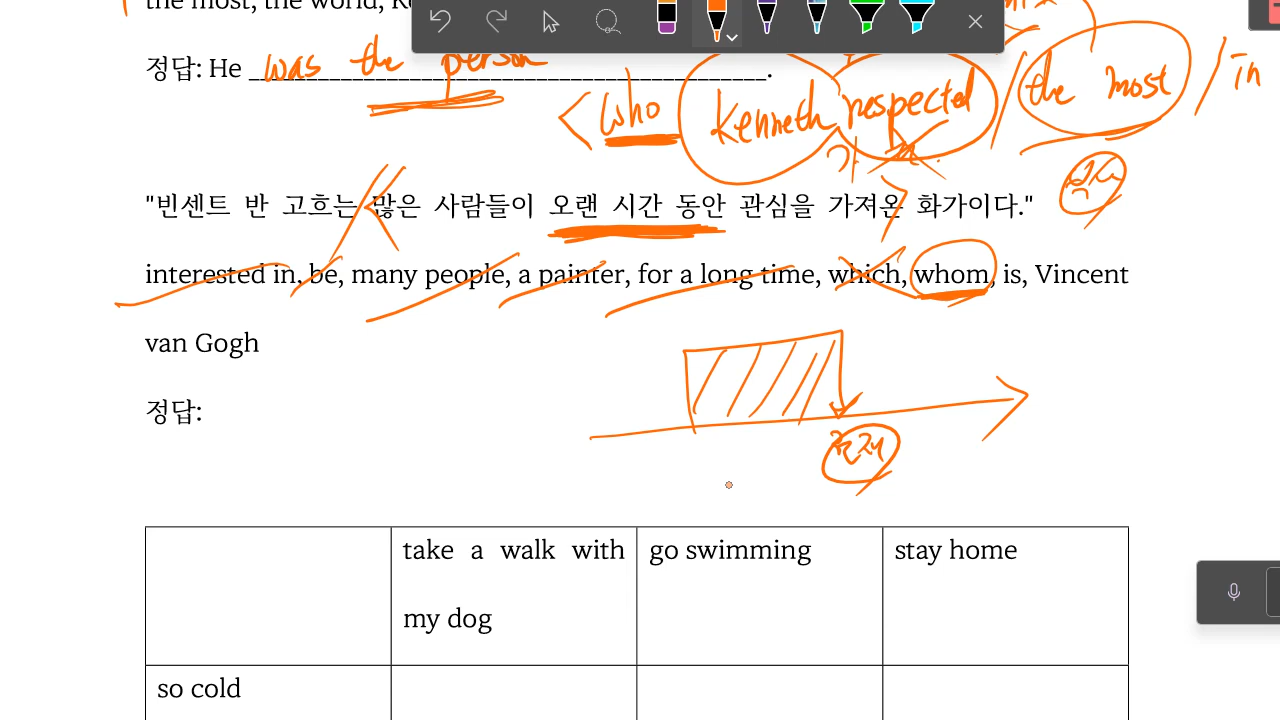 the most, the world,
정답: He was the person.
<who Kenneth respected / the most / in
"빈센트 반 고흐는 많은 사람들이 오랜 시간 동안 관심을 가져온 화가이다."
interested in, be, many people, a painter, for a long time, which, whom, is, Vincent
van Gogh
정답:
현재
take a walk with
my dog
go swimming
stay home
so cold